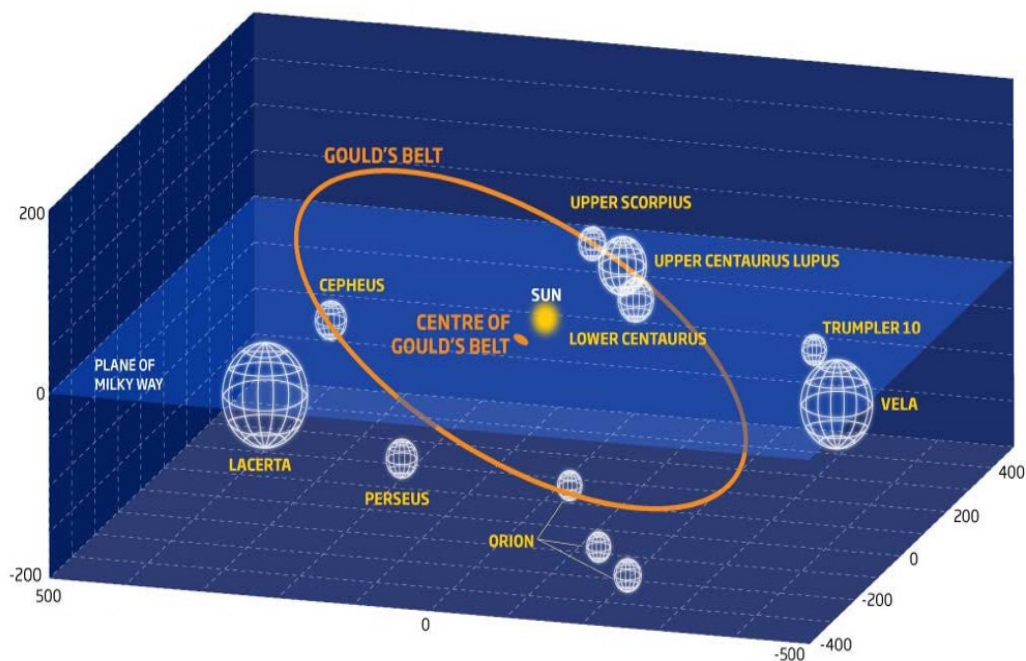 GOULD'S BELT
UPPER SCORPIUS
UPPER CENTAURUS LUPUS
200
CEPHEUS
SUN
CENTRE OF
GOULD'S BELT
LOWER CENTAURUS
TRUMPLER 10
PLANE OF
MILKY WAY
0
VELA
LACERTA
PERSEUS
400
200
ORION
0
-200
500
0
-200
-400
-500